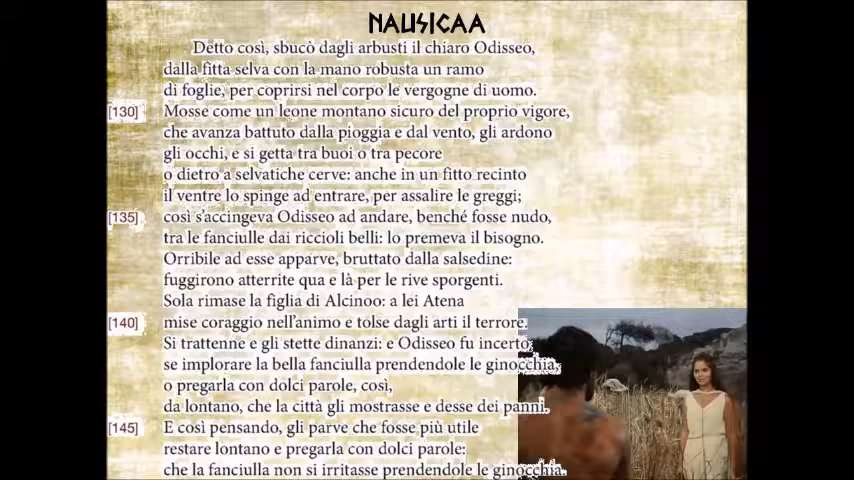 NAUSICAA
Detto così, sbucò dagli arbusti il chiaro Odisseo,
dalla fitta selva con la mano robusta un ramo
di foglie, per coprirsi nel corpo le vergogne di uomo.
[130] Mosse come un leone montano sicuro del proprio vigore,
che avanza battuto dalla pioggia e dal vento, gli ardono
gli occhi, e si getta tra buoi o tra pecore
o dietro a selvatiche cerve: anche in un fitto recinto
il ventre lo spinge ad entrare, per assalire le greggi;
[135] così s'accingeva Odisseo ad andare, benché fosse nudo,
tra le fanciulle dai riccioli belli: lo premeva il bisogno.
Orribile ad esse apparve, bruttato dalla salsedine:
fuggirono atterrite qua e là per le rive sporgenti.
Sola rimase la figlia di Alcinoo: a lei Atena
[140] mise coraggio nell'animo e tolse dagli arti il terrore.
Si trattenne e gli stette dinanzi: e Odisseo fu incerto,
se implorare la bella fanciulla prendendole le ginocchia,
o pregarla con dolci parole, così,
da lontano, che la città gli mostrasse e desse dei panni.
[145] E così pensando, gli parve che fosse più utile
restare lontano e pregarla con dolci parole:
che la fanciulla non si irritasse prendendole le ginocchia.